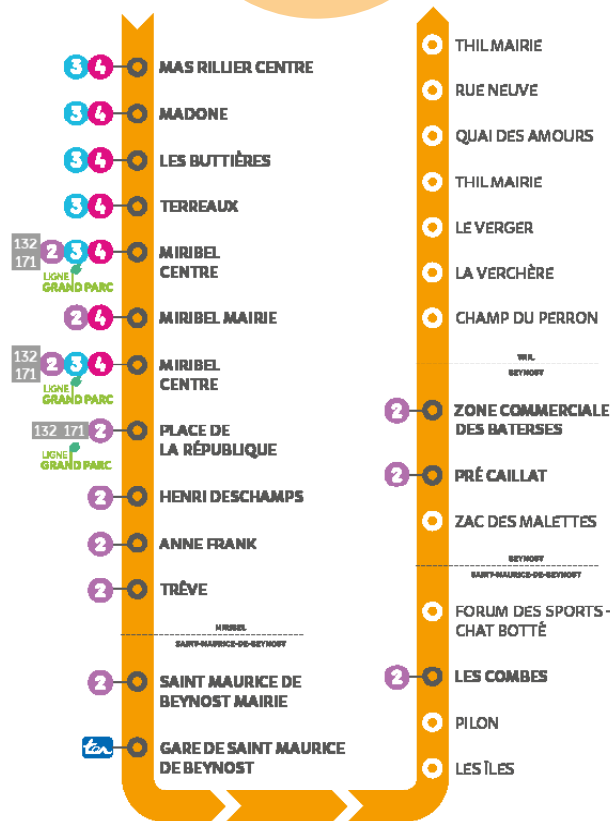 3 4 MAS RILLIER CENTRE
3 4 MADONE
3 4 LES BUTTIÈRES
3 4 TERREAUX
132
171
2 3 4 MIRIBEL
CENTRE
LIGNE
GRAND PARC
2 4 MIRIBEL MAIRIE
132
171
2 3 4 MIRIBEL
CENTRE
LIGNE
GRAND PARC
132 171 2 PLACE DE
LA RÉPUBLIQUE
LIGNE
GRAND PARC
2 HENRI DESCHAMPS
2 ANNE FRANK
2 TRÊVE
MIRIBEL
SAINT-MAURICE-DE-BEYNOST
2 SAINT MAURICE DE
BEYNOST MAIRIE
ter GARE DE SAINT MAURICE
DE BEYNOST
THIL MAIRIE
RUE NEUVE
QUAI DES AMOURS
THIL MAIRIE
LE VERGER
LA VERCHÈRE
CHAMP DU PERRON
THIL
BEYNOST
2 ZONE COMMERCIALE
DES BATERSES
2 PRÉ CAILLAT
ZAC DES MALETTES
BEYNOST
SAINT-MAURICE-DE-BEYNOST
FORUM DES SPORTS -
CHAT BOTTÉ
2 LES COMBES
PILON
LES ÎLES